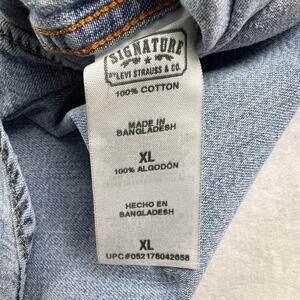 SIGNATURE
BY LEVI STRAUSS & CO.
100% COTTON
MADE IN
BANGLADESH
XL
100% ALGODÓN
HECHO EN
BANGLADESH
XL
UPC#052178042658